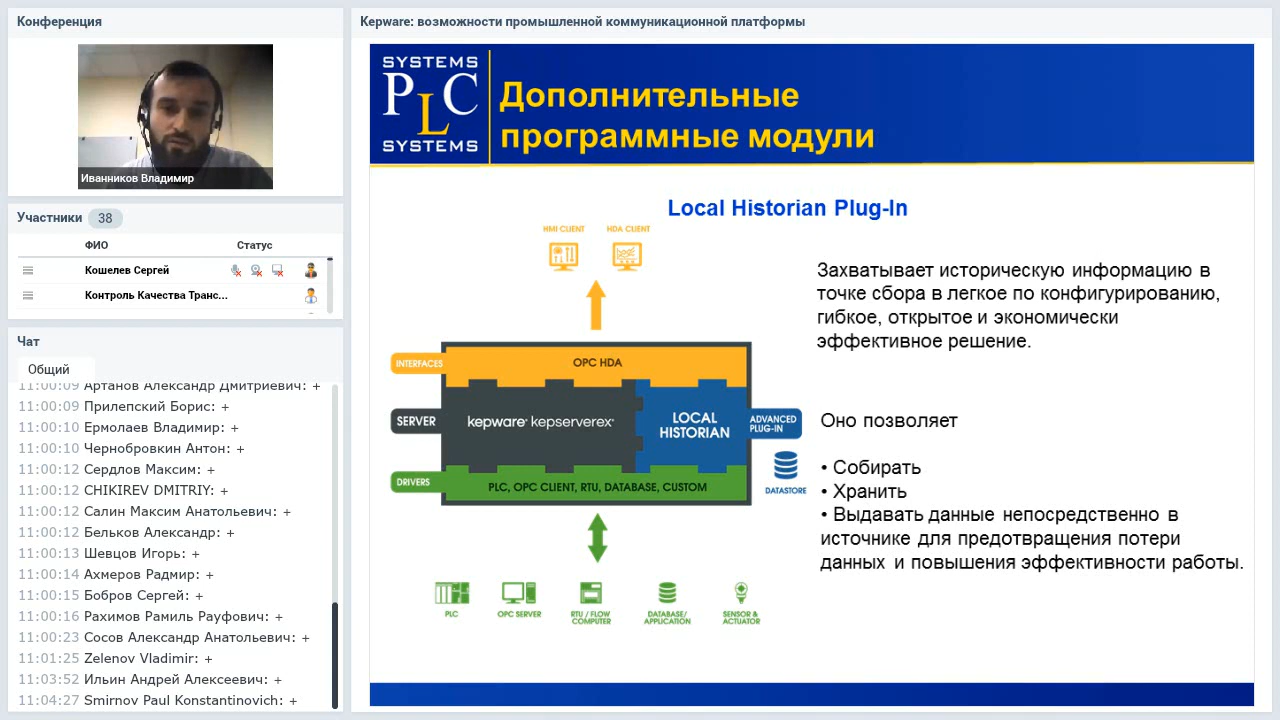 Конференция
Иванников Владимир
Участники 38
ФИО Статус
Кошелев Сергей
Контроль Качества Транс...
Чат
Общий
11:00:09 Артанов Александр Дмитриевич: +
11:00:09 Прилепский Борис: +
11:00:10 Ермолаев Владимир: +
11:00:10 Чернобровкин Антон: +
11:00:12 Сердлов Максим: +
11:00:12 CHIKIREV DMITRIY: +
11:00:12 Салин Максим Анатольевич: +
11:00:12 Бельков Александр: +
11:00:13 Шевцов Игорь: +
11:00:14 Ахмеров Радмир: +
11:00:15 Бобров Сергей: +
11:00:16 Рахимов Рамиль Рауфович: +
11:00:23 Сосов Александр Анатольевич: +
11:01:25 Zelenov Vladimir: +
11:03:52 Ильин Андрей Алексеевич: +
11:04:27 Smirnov Paul Konstantinovich: +
Kepware: возможности промышленной коммуникационной платформы
SYSTEMS
PLC
SYSTEMS
Дополнительные
программные модули
Local Historian Plug-In
HMI CLIENT HDA CLIENT
INTERFACES OPC HDA
SERVER kepware kepserverex LOCAL
HISTORIAN
ADVANCED
PLUG-IN
DATASTORE
DRIVERS PLC, OPC CLIENT, RTU, DATABASE, CUSTOM
PLC
OPC SERVER
RTU / FLOW
COMPUTER
DATABASE/
APPLICATION
SENSOR &
ACTUATOR
Захватывает историческую информацию в
точке сбора в легкое по конфигурированию,
гибкое, открытое и экономически
эффективное решение.
Оно позволяет
• Собирать
• Хранить
• Выдавать данные непосредственно в
источнике для предотвращения потери
данных и повышения эффективности работы.